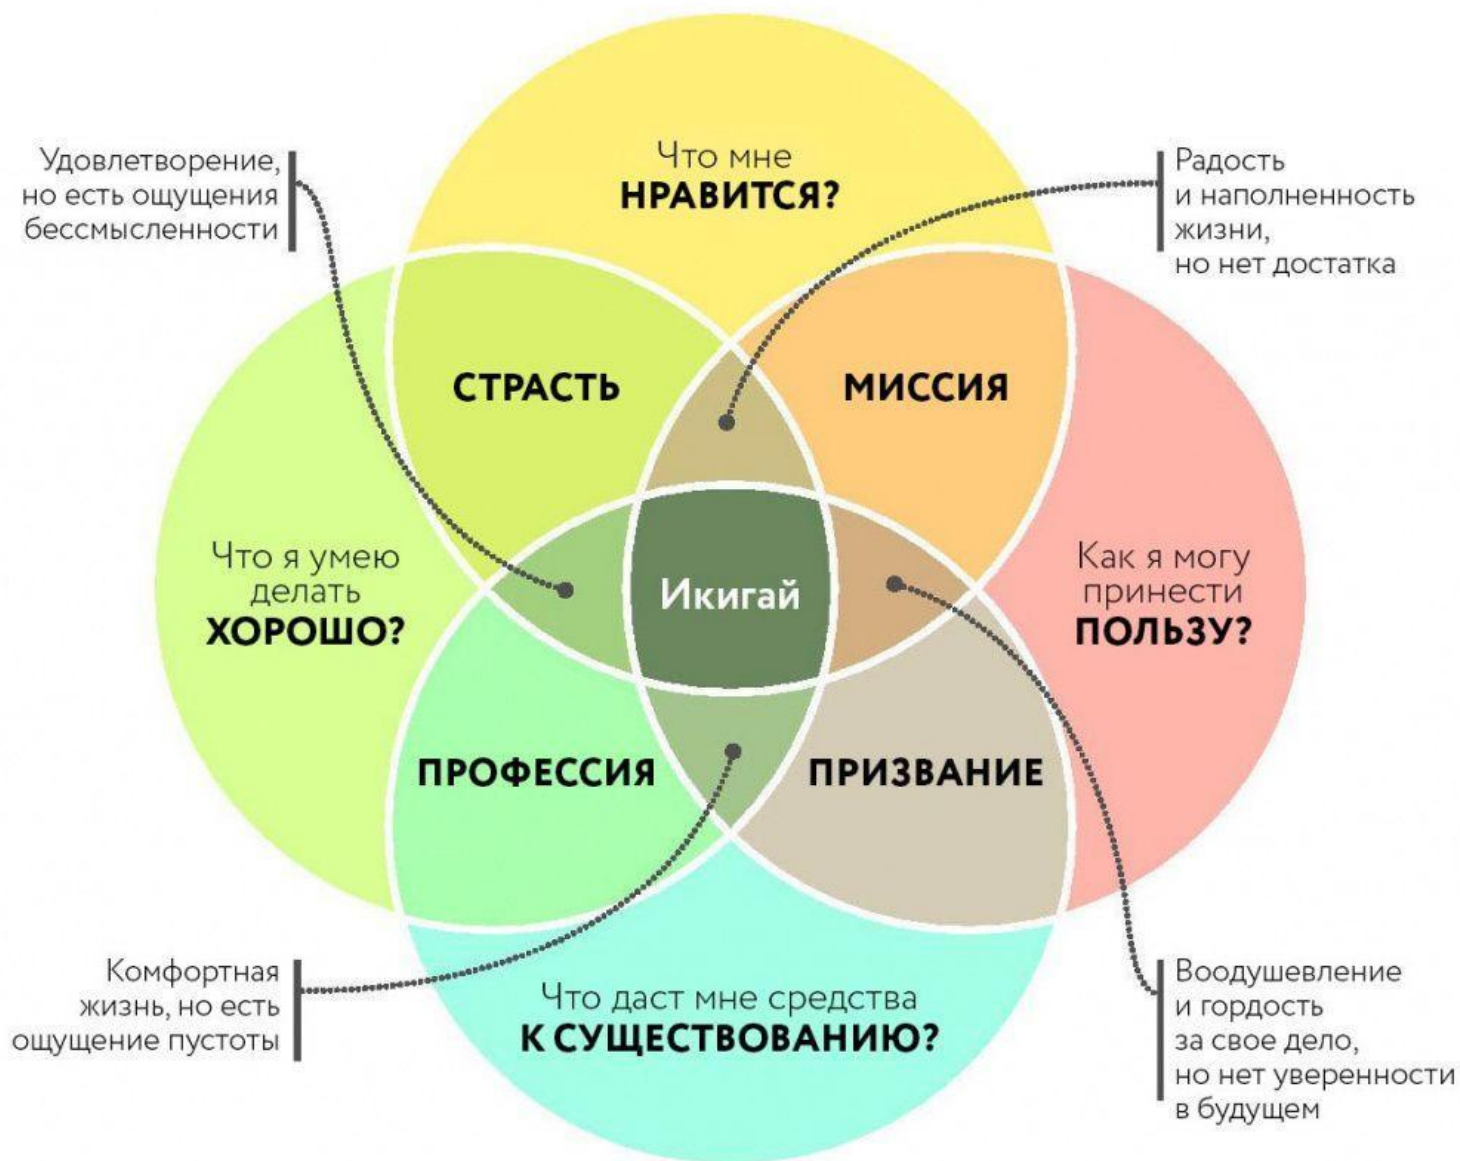 Что мне
НРАВИТСЯ?
Удовлетворение,
но есть ощущения
бессмысленности
Радость
и наполненность
жизни,
но нет достатка
СТРАСТЬ
МИССИЯ
Что я умею
делать
ХОРОШО?
Икигай
Как я могу
принести
ПОЛЬЗУ?
ПРОФЕССИЯ
ПРИЗВАНИЕ
Комфортная
жизнь, но есть
ощущение пустоты
Что даст мне средства
К СУЩЕСТВОВАНИЮ?
Воодушевление
и гордость
за свое дело,
но нет уверенности
в будущем